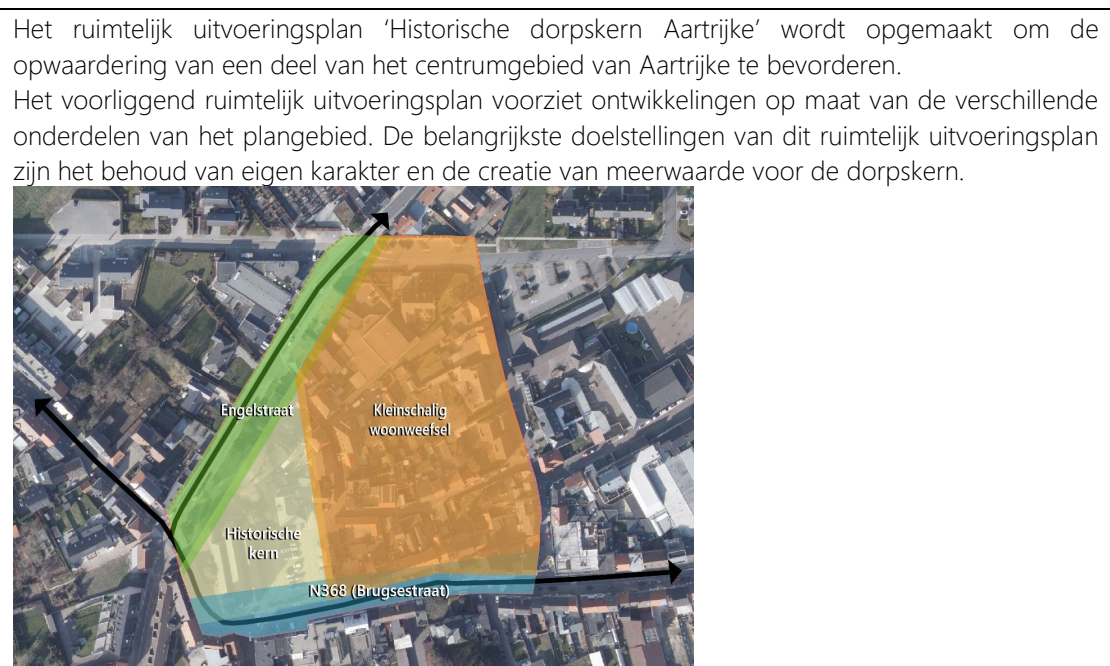 Het ruimtelijk uitvoeringsplan ‘Historische dorpskern Aartrijke’ wordt opgemaakt om de
opwaardering van een deel van het centrumgebied van Aartrijke te bevorderen.
Het voorliggend ruimtelijk uitvoeringsplan voorziet ontwikkelingen op maat van de verschillende
onderdelen van het plangebied. De belangrijkste doelstellingen van dit ruimtelijk uitvoeringsplan
zijn het behoud van eigen karakter en de creatie van meerwaarde voor de dorpskern.
Engelstraat
Kleinschalig
woonweefsel
Historische
kern
N368 (Brugsestraat)